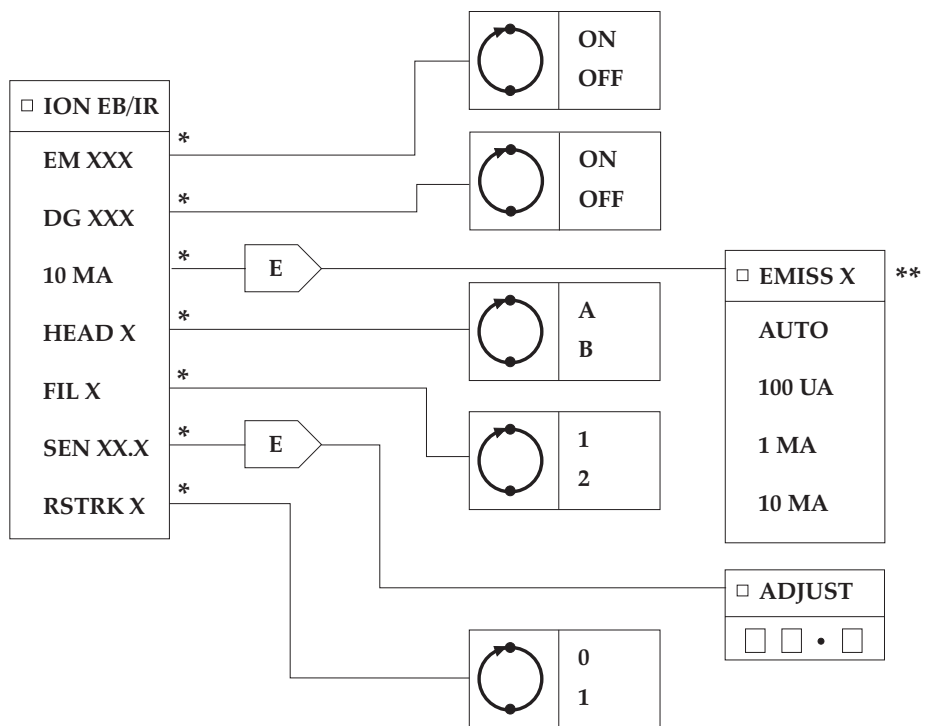 ION EB/IR
EM XXX
*
DG XXX
*
10 MA
*
E
HEAD X
*
FIL X
*
SEN XX.X
*
E
RSTRK X
*
ON
OFF
ON
OFF
A
B
1
2
0
1
EMISS X
**
AUTO
100 UA
1 MA
10 MA
ADJUST